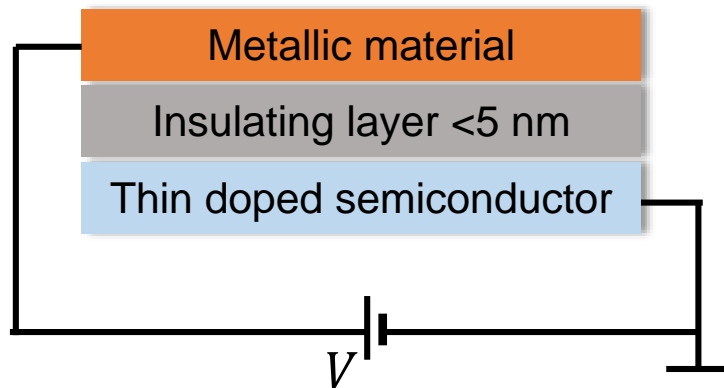 Metallic material
Insulating layer <5 nm
Thin doped semiconductor
V